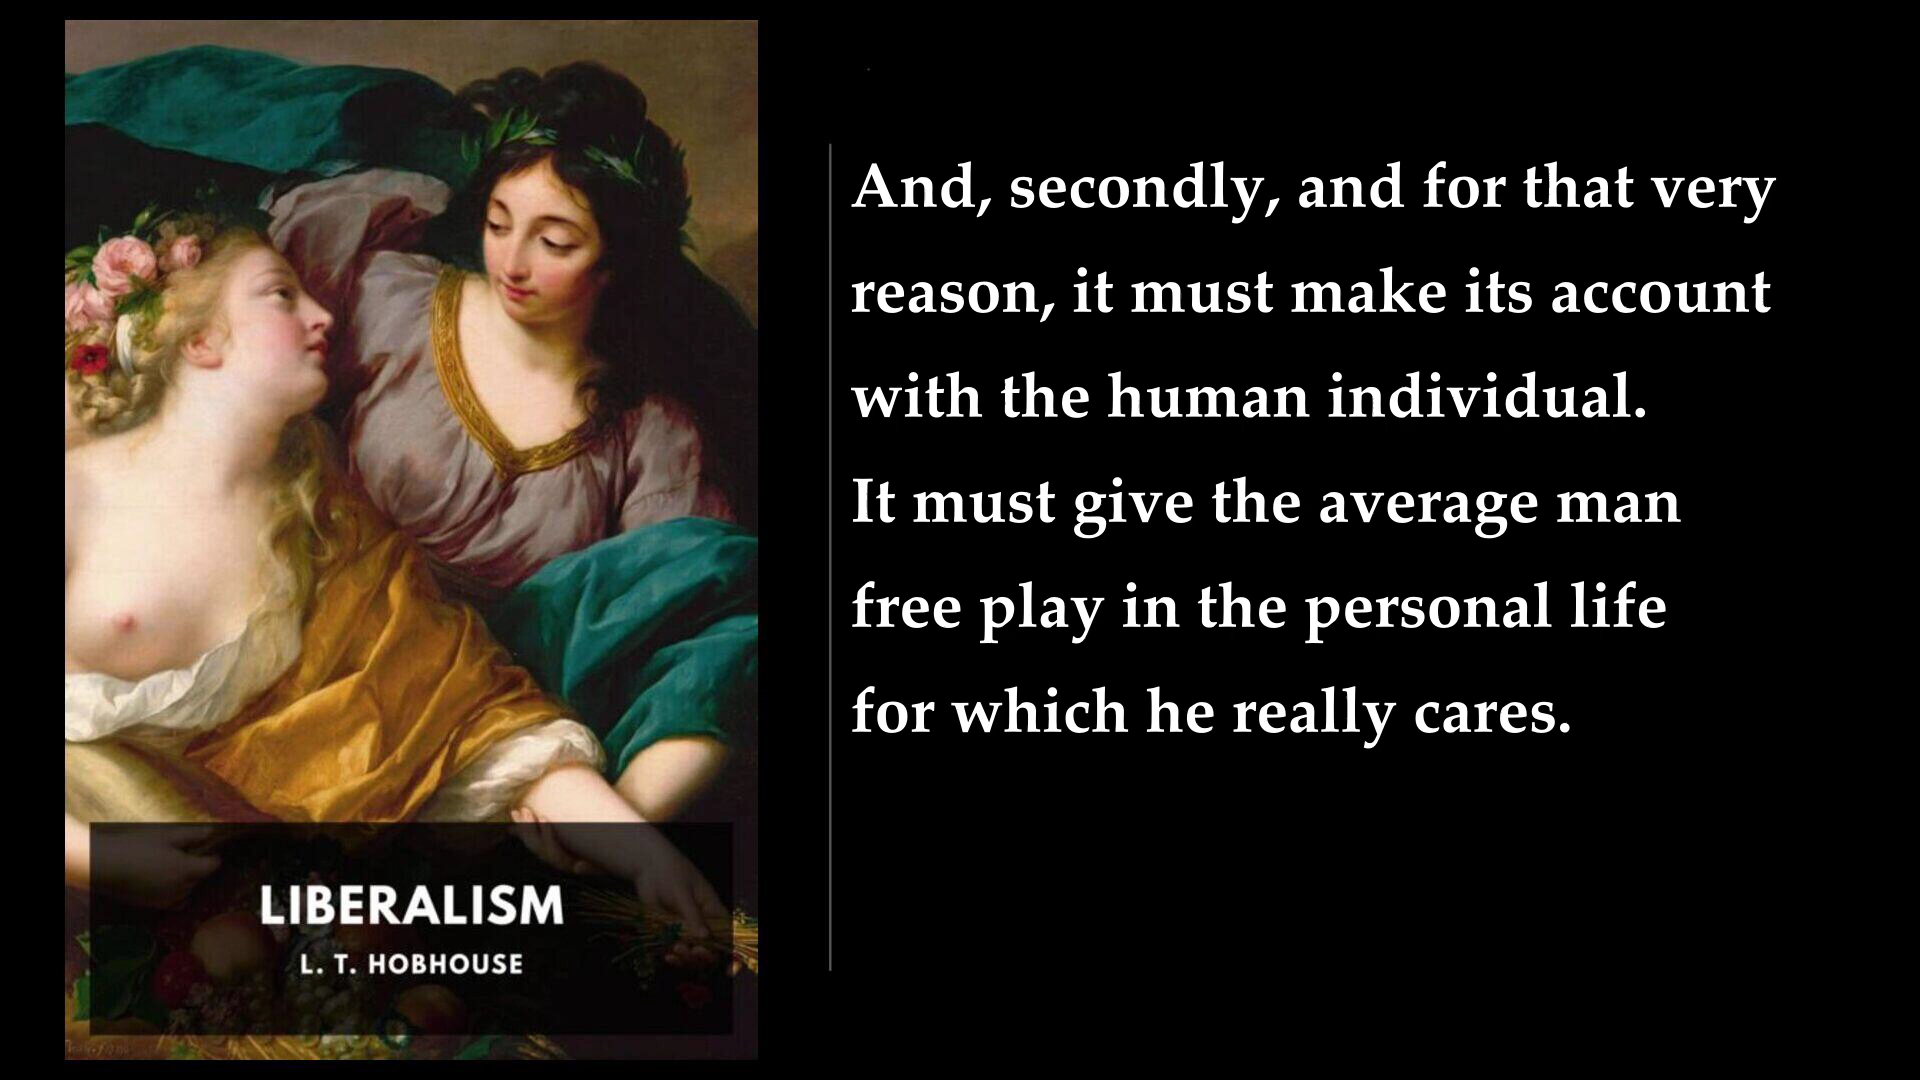 LIBERALISM
L. T. HOBHOUSE
And, secondly, and for that very
reason, it must make its account
with the human individual.
It must give the average man
free play in the personal life
for which he really cares.